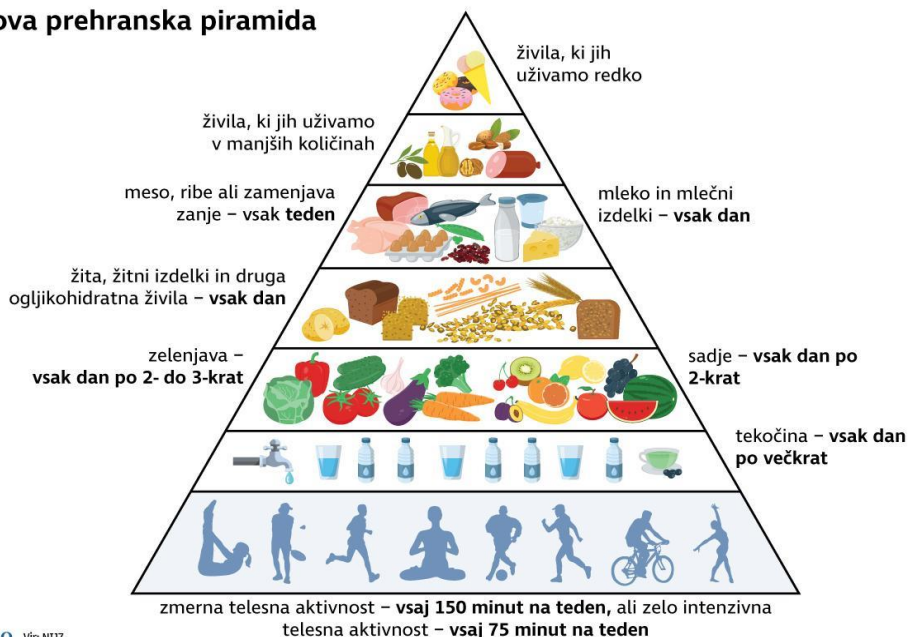 ova prehranska piramida
živila, ki jih
uživamo redko
živila, ki jih uživamo
v manjših količinah
meso, ribe ali zamenjava
zanje – vsak teden
mleko in mlečni
izdelki – vsak dan
žita, žitni izdelki in druga
ogljikohidratna živila – vsak dan
zelenjava –
vsak dan po 2- do 3-krat
sadje – vsak dan po
2-krat
tekočina – vsak dan
po večkrat
zmerna telesna aktivnost – vsaj 150 minut na teden, ali zelo intenzivna
telesna aktivnost – vsaj 75 minut na teden
Vir: NIJZ